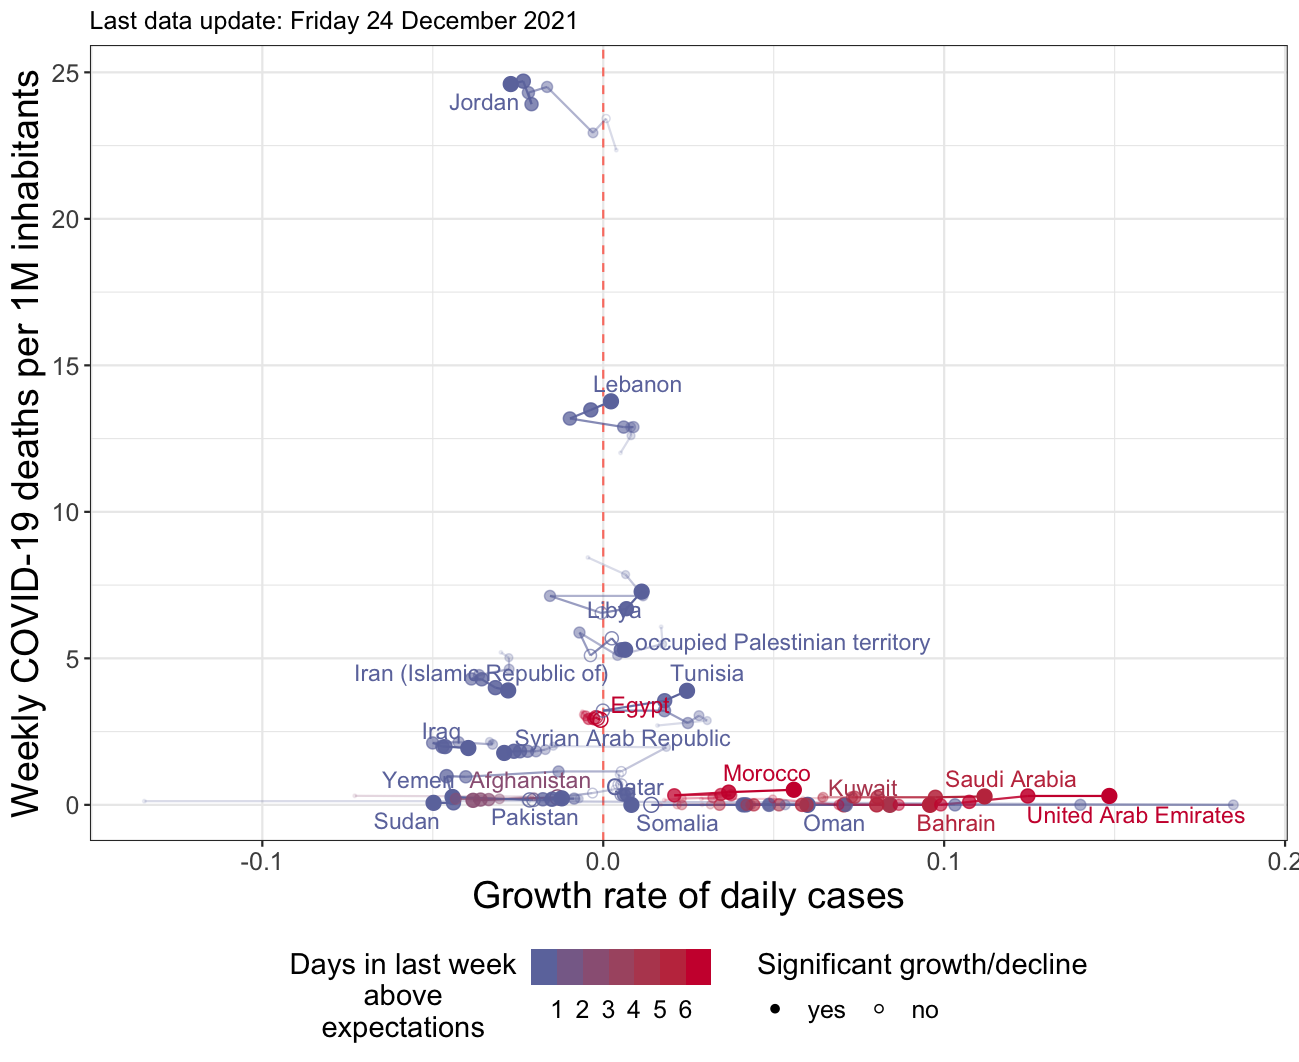 Last data update: Friday 24 December 2021
Weekly COVID-19 deaths per 1M inhabitants
25
20
15
10
5
0
Jordan
Lebanon
Libya
occupied Palestinian territory
Iran (Islamic Republic of)
Tunisia
Egypt
Iraq
Syrian Arab Republic
Yemen
Afghanistan
Qatar
Morocco
Kuwait
Saudi Arabia
Sudan
Pakistan
Somalia
Oman
Bahrain
United Arab Emirates
-0.1
0.0
0.1
0.2
Growth rate of daily cases
Days in last week
above
expectations
1 2 3 4 5 6
Significant growth/decline
yes
no